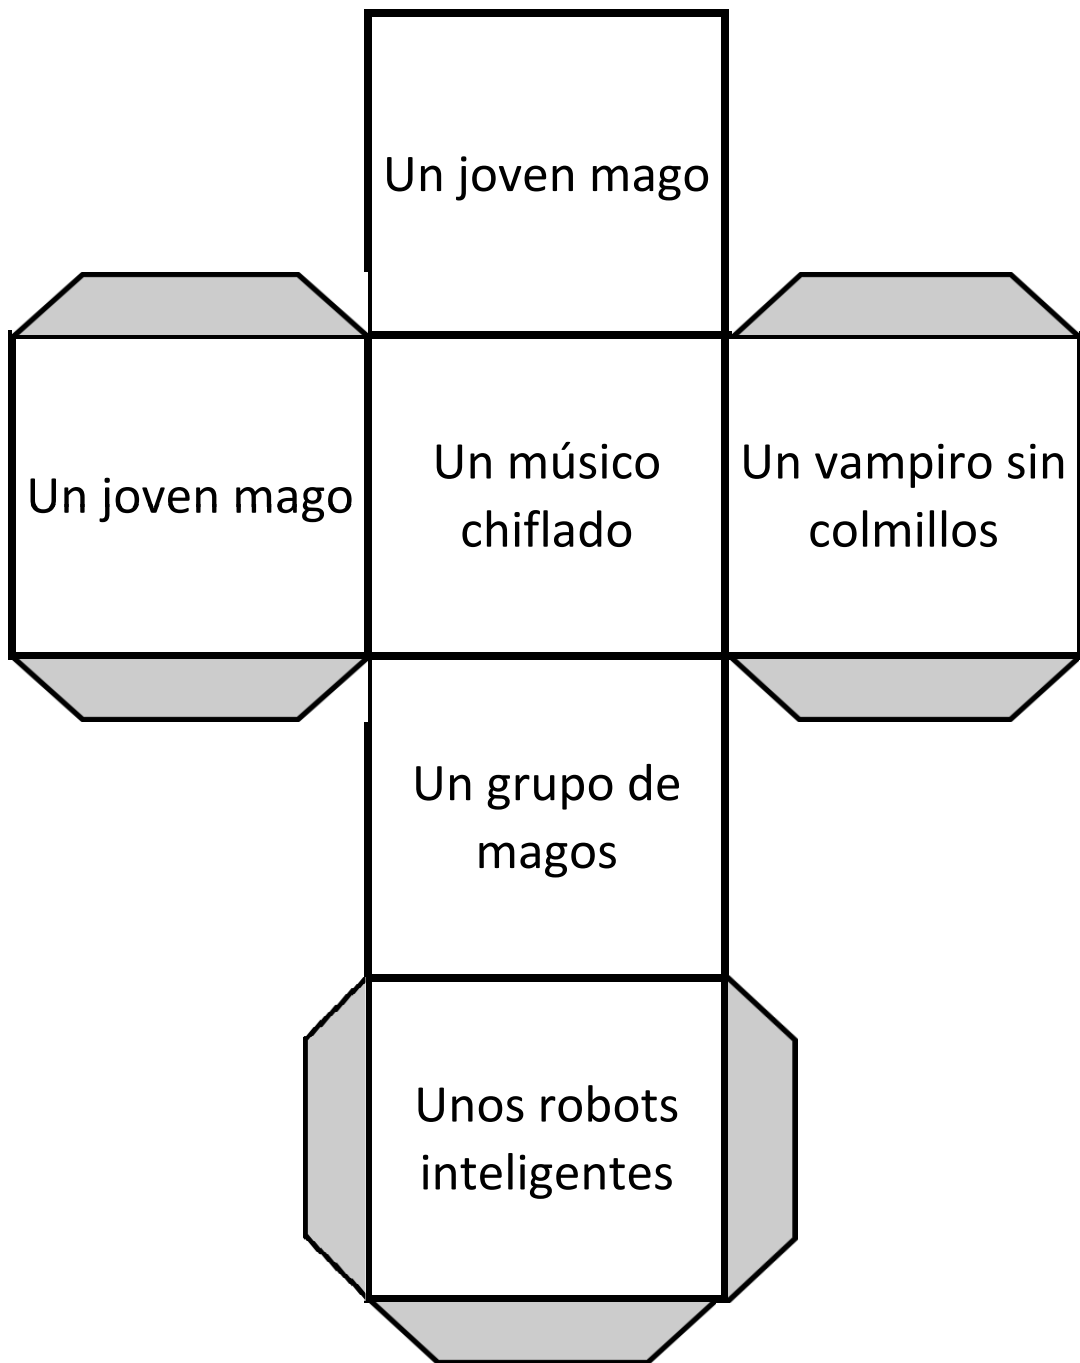 Un joven mago
Un joven mago
Un músico
chiflado
Un vampiro sin
colmillos
Un grupo de
magos
Unos robots
inteligentes